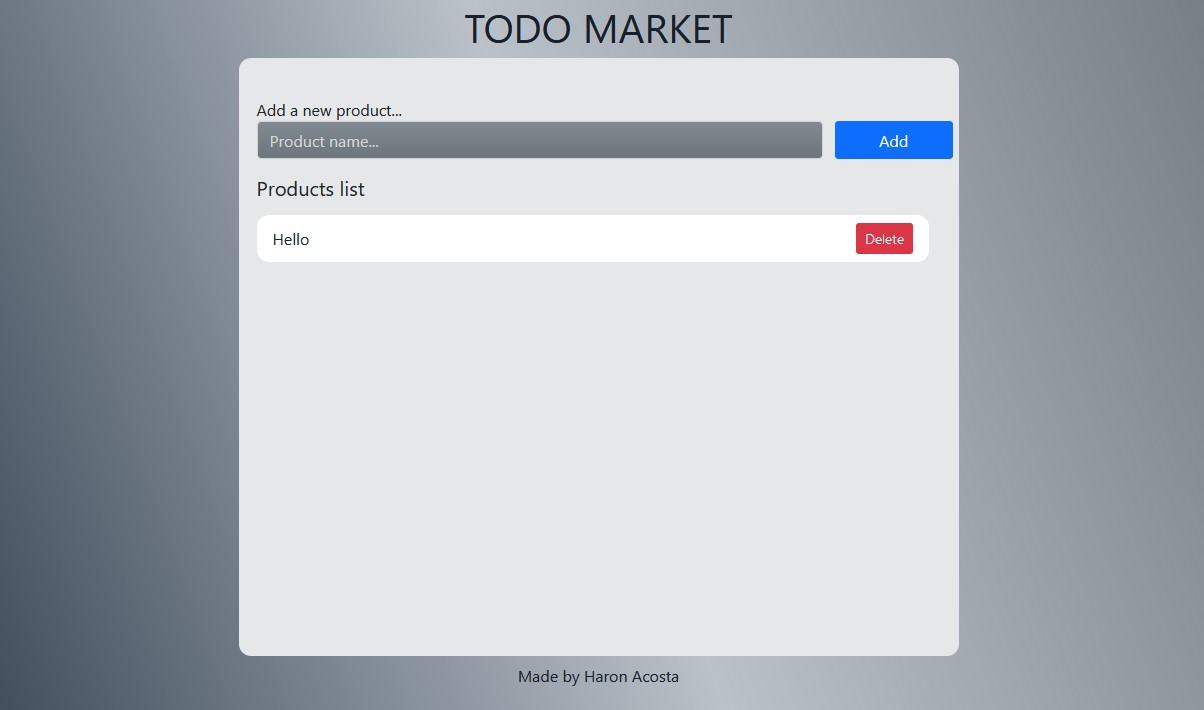 TODO MARKET
Add a new product...
Product name...
Add
Products list
Hello
Delete
Made by Haron Acosta